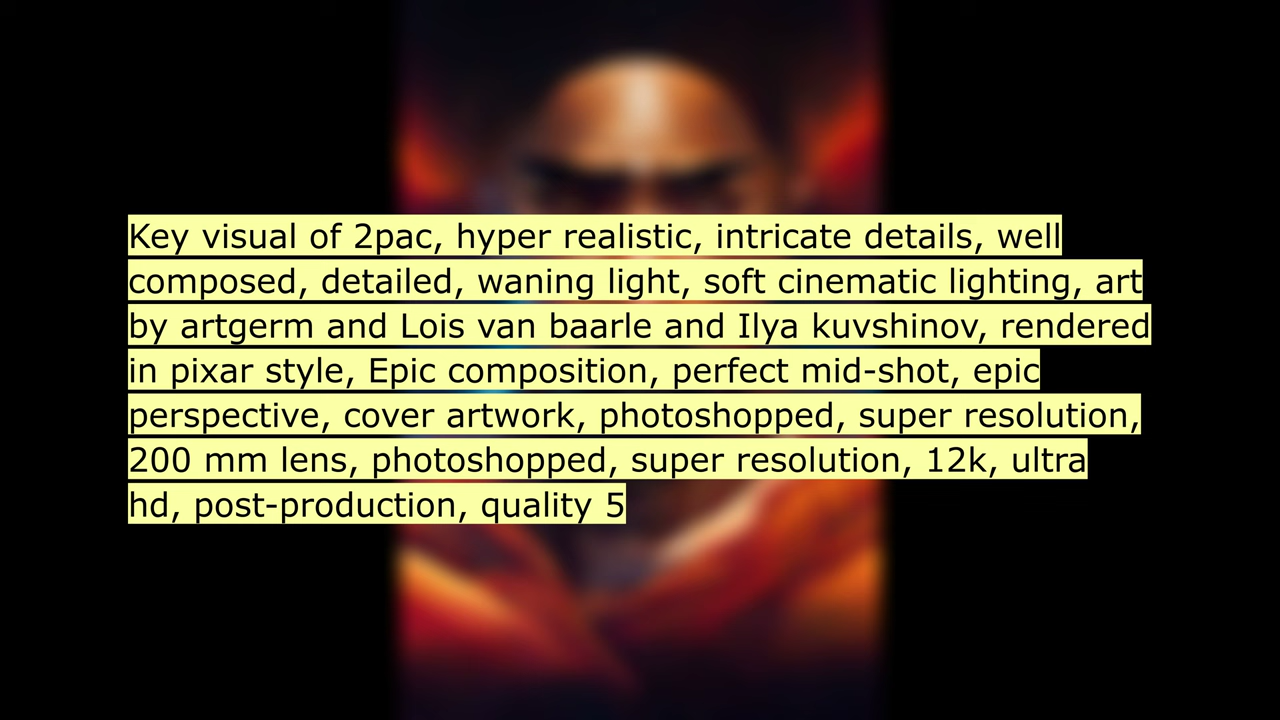 Key visual of 2pac, hyper realistic, intricate details, well
composed, detailed, waning light, soft cinematic lighting, art
by artgerm and Lois van baarle and Ilya kuvshinov, rendered
in pixar style, Epic composition, perfect mid-shot, epic
perspective, cover artwork, photoshopped, super resolution,
200 mm lens, photoshopped, super resolution, 12k, ultra
hd, post-production, quality 5